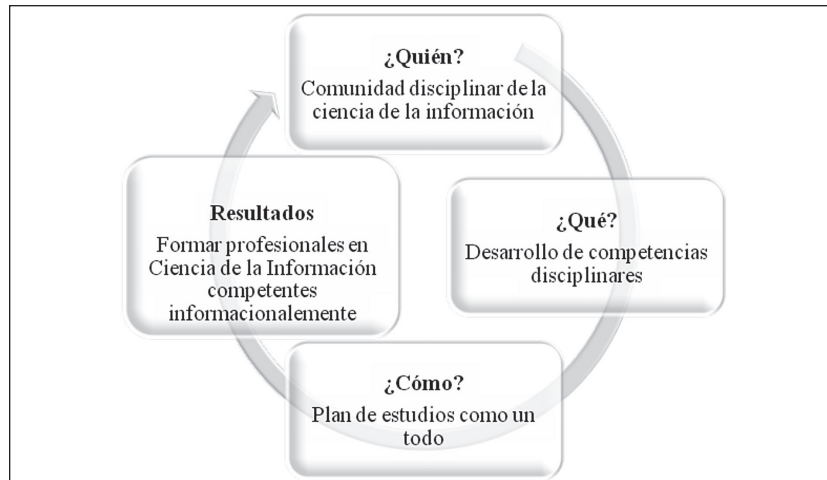 ¿Quién?
Comunidad disciplinar de la
ciencia de la información
¿Qué?
Desarrollo de competencias
disciplinares
¿Cómo?
Plan de estudios como un
todo
Resultados
Formar profesionales en
Ciencia de la Información
competentes
informacionalemente